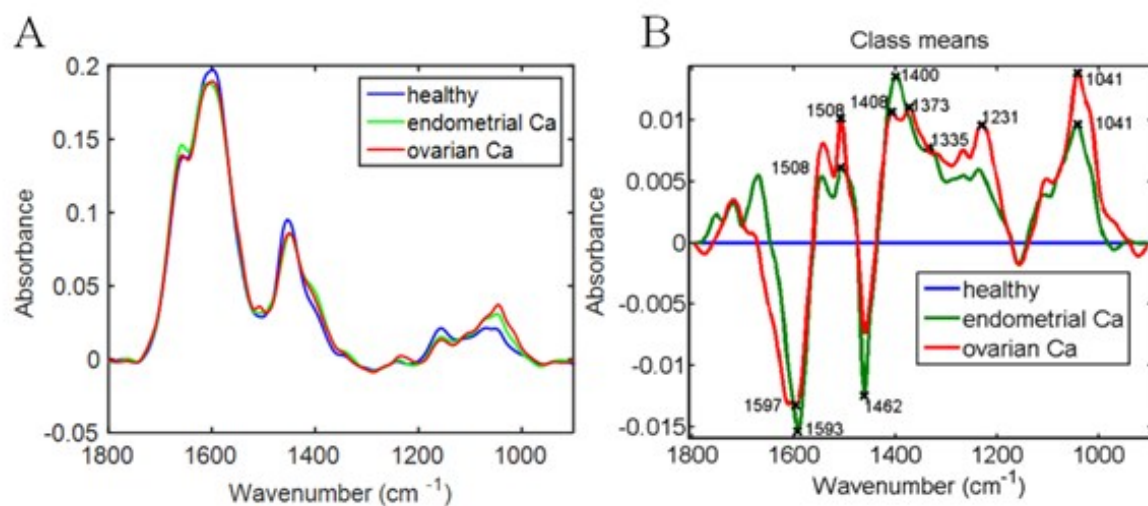 A
0.2
0.15
0.1
0.05
0
-0.05
Absorbance
1800
1600
1400
1200
1000
Wavenumber (cm -1)
healthy
endometrial Ca
ovarian Ca
B
Class means
0.01
0.005
0
-0.005
-0.01
-0.015
Absorbance
1800
1600
1400
1200
1000
Wavenumber (cm -1)
1400
1041
1508
1408
1373
1231
1041
1335
1508
healthy
endometrial Ca
ovarian Ca
1597
1462
1593